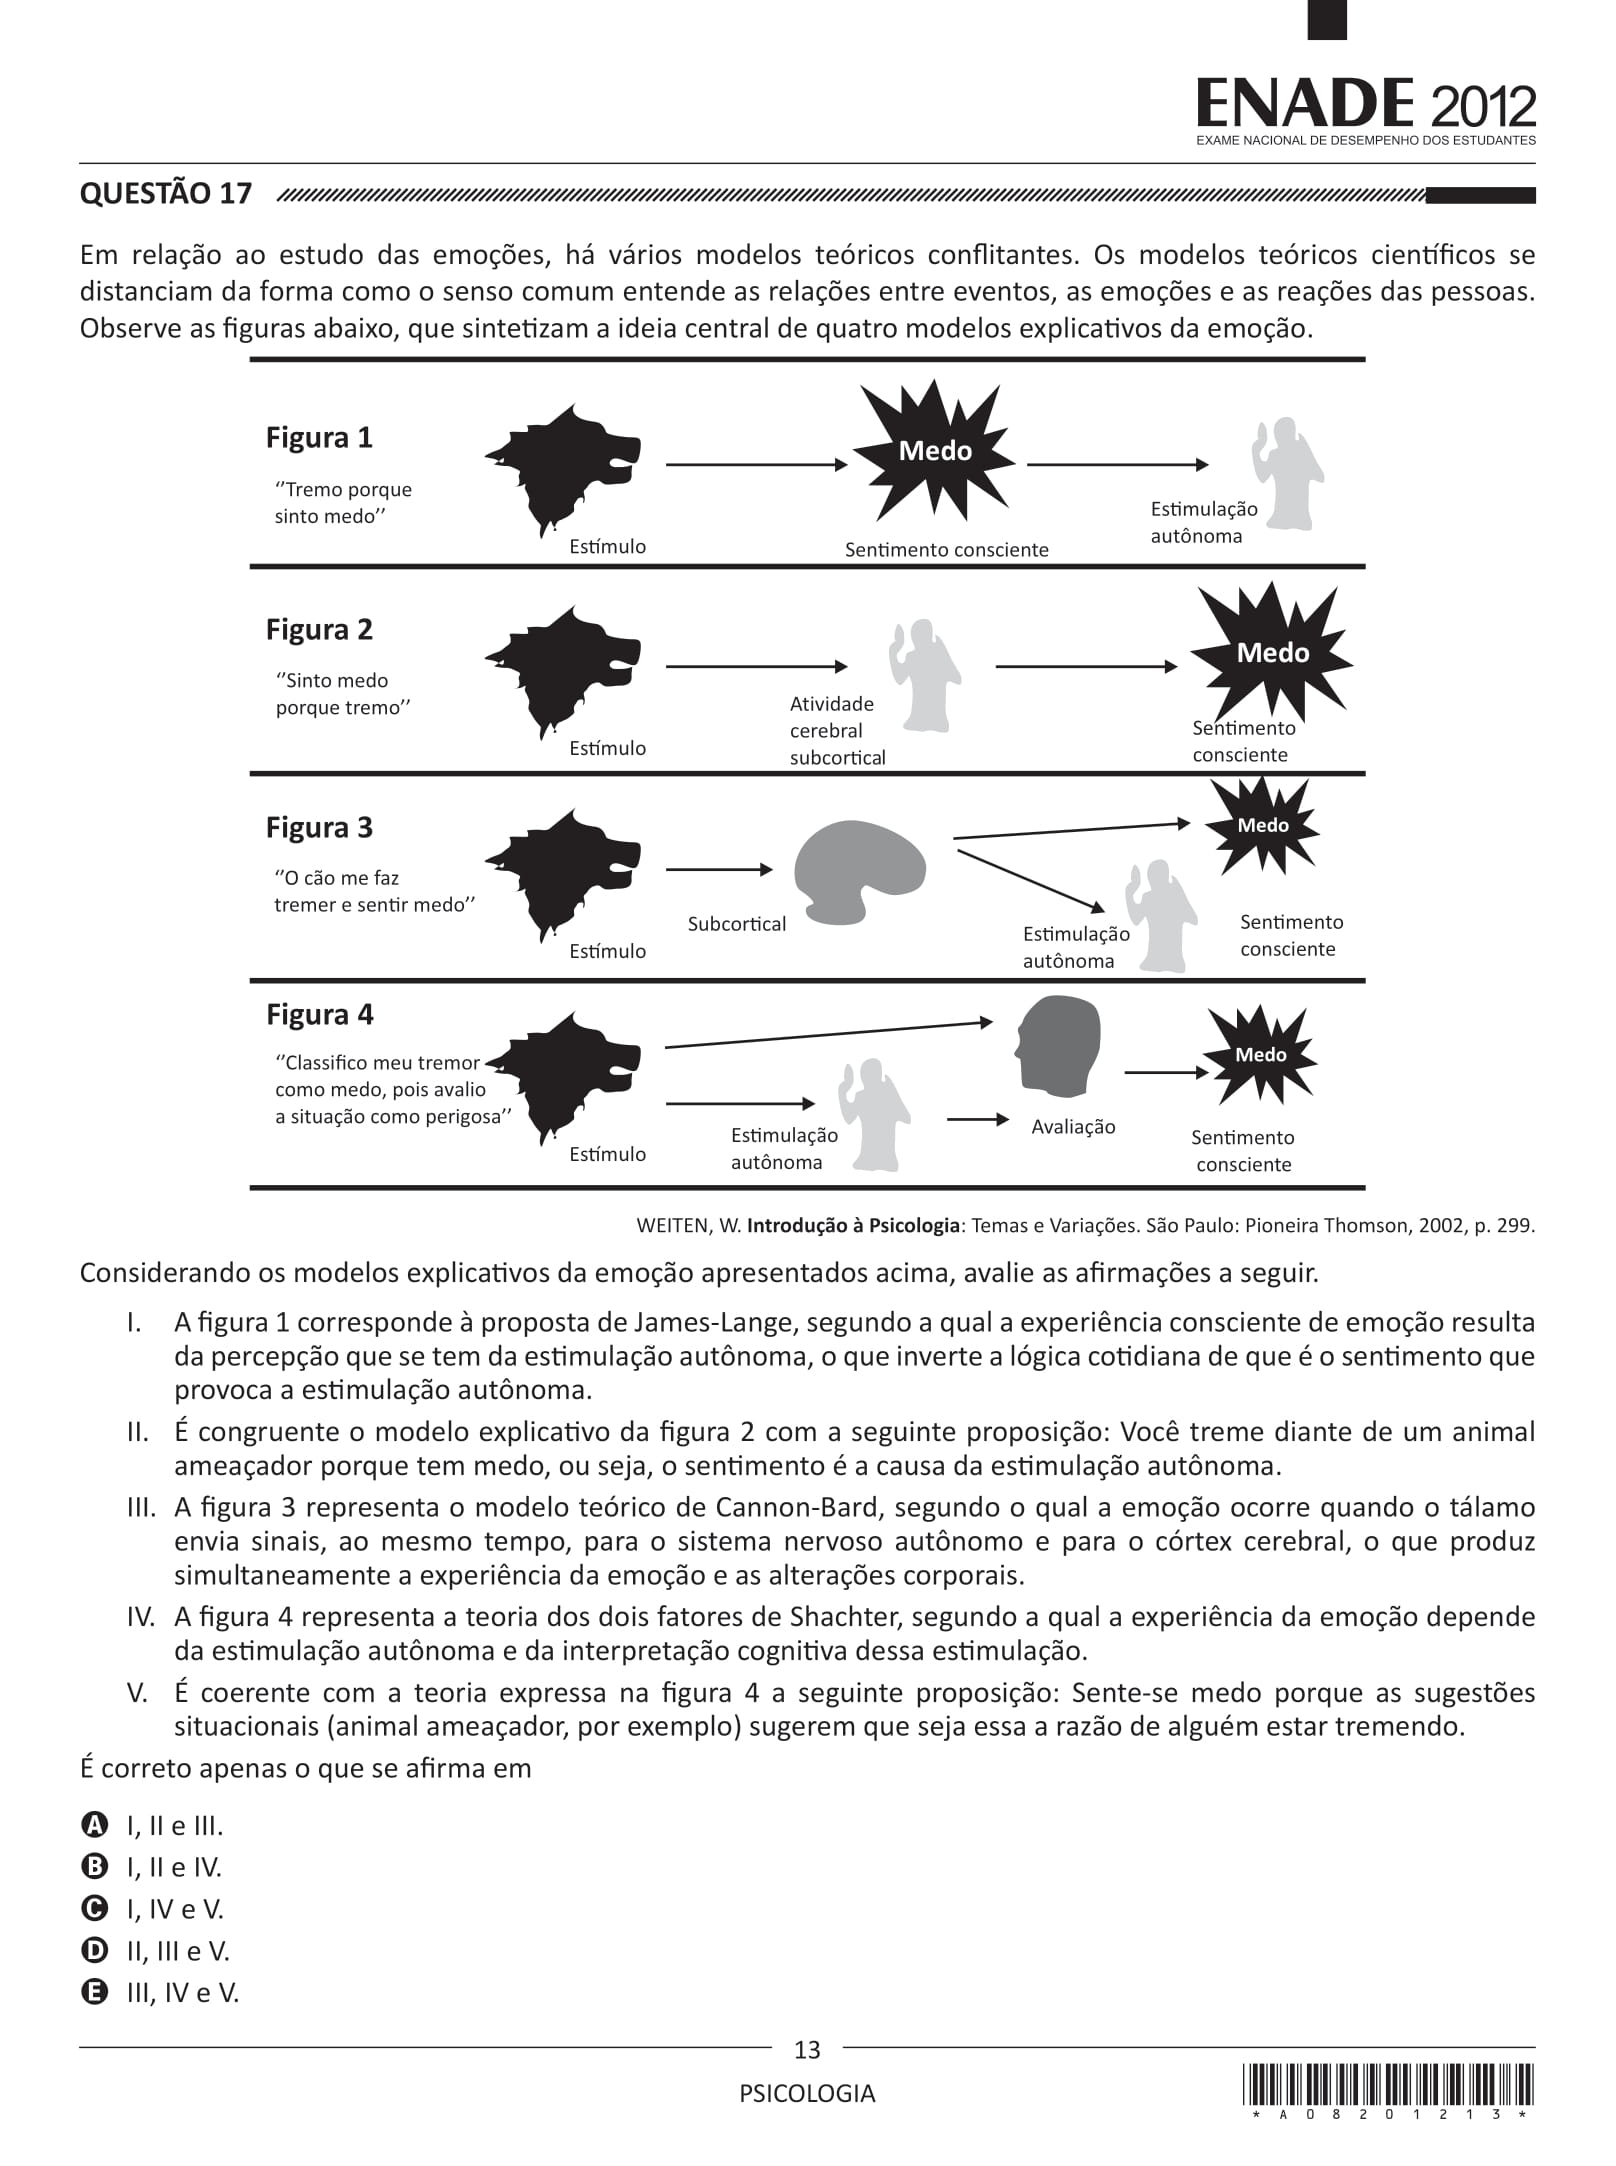 ENADE 2012
EXAME NACIONAL DE DESEMPENHO DOS ESTUDANTES
QUESTÃO 17
Em relação ao estudo das emoções, há vários modelos teóricos conflitantes. Os modelos teóricos científicos se
distanciam da forma como o senso comum entende as relações entre eventos, as emoções e as reações das pessoas.
Observe as figuras abaixo, que sintetizam a ideia central de quatro modelos explicativos da emoção.
Figura 1
‘’Tremo porque
sinto medo’’
Estímulo
Medo
Sentimento consciente
Estimulação
autônoma
Figura 2
‘’Sinto medo
porque tremo’’
Estímulo
Atividade
cerebral
subcortical
Medo
Sentimento
consciente
Figura 3
‘’O cão me faz
tremer e sentir medo’’
Estímulo
Subcortical
Medo
Estimulação
autônoma
Sentimento
consciente
Figura 4
‘’Classifico meu tremor
como medo, pois avalio
a situação como perigosa’’
Estímulo
Estimulação
autônoma
Avaliação
Medo
Sentimento
consciente
WEITEN, W. Introdução à Psicologia: Temas e Variações. São Paulo: Pioneira Thomson, 2002, p. 299.
Considerando os modelos explicativos da emoção apresentados acima, avalie as afirmações a seguir.
I. A figura 1 corresponde à proposta de James-Lange, segundo a qual a experiência consciente de emoção resulta
da percepção que se tem da estimulação autônoma, o que inverte a lógica cotidiana de que é o sentimento que
provoca a estimulação autônoma.
II. É congruente o modelo explicativo da figura 2 com a seguinte proposição: Você treme diante de um animal
ameaçador porque tem medo, ou seja, o sentimento é a causa da estimulação autônoma.
III. A figura 3 representa o modelo teórico de Cannon-Bard, segundo o qual a emoção ocorre quando o tálamo
envia sinais, ao mesmo tempo, para o sistema nervoso autônomo e para o córtex cerebral, o que produz
simultaneamente a experiência da emoção e as alterações corporais.
IV. A figura 4 representa a teoria dos dois fatores de Shachter, segundo a qual a experiência da emoção depende
da estimulação autônoma e da interpretação cognitiva dessa estimulação.
V. É coerente com a teoria expressa na figura 4 a seguinte proposição: Sente-se medo porque as sugestões
situacionais (animal ameaçador, por exemplo) sugerem que seja essa a razão de alguém estar tremendo.
É correto apenas o que se afirma em
A I, II e III.
B I, II e IV.
C I, IV e V.
D II, III e V.
E III, IV e V.
13
PSICOLOGIA
* A 0 8 2 0 1 2 1 3 *